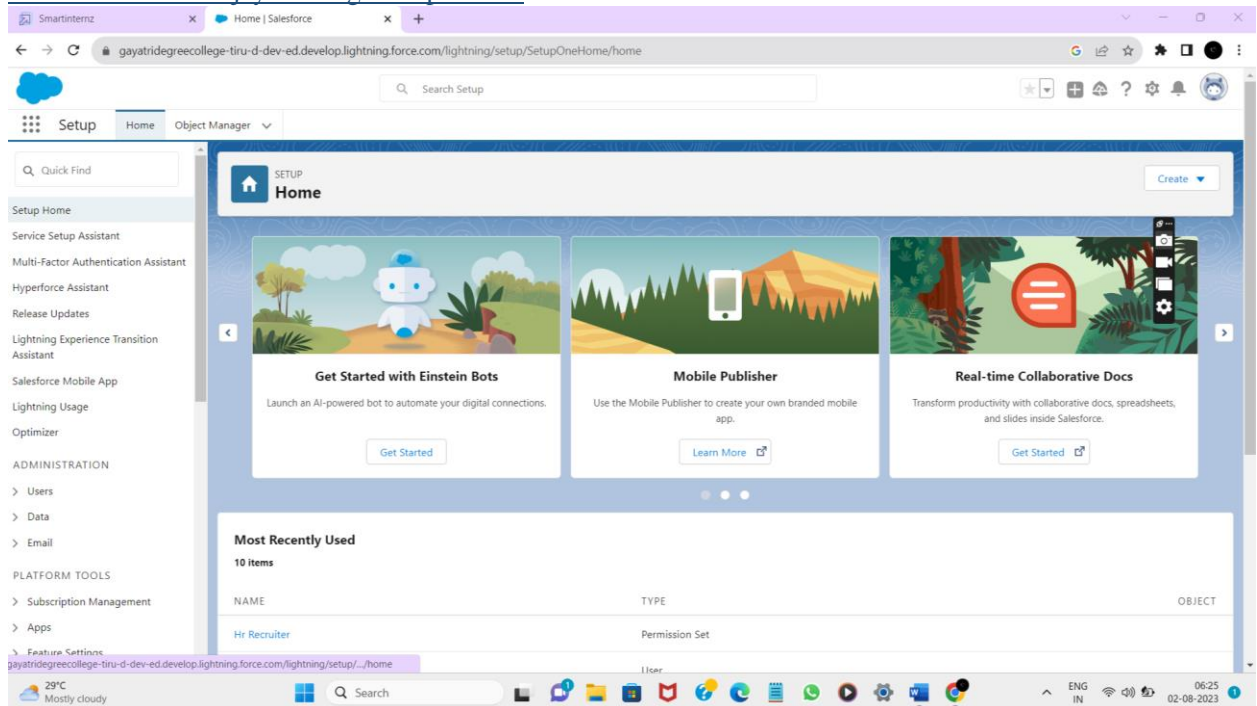 Smartinternz
Home | Salesforce
gayatridegreecollege-tiru-d-dev-ed.develop.lightning.force.com/lightning/setup/SetupOneHome/home
Search Setup
Setup Home Object Manager
Quick Find
Setup Home
Service Setup Assistant
Multi-Factor Authentication Assistant
Hyperforce Assistant
Release Updates
Lightning Experience Transition
Assistant
Salesforce Mobile App
Lightning Usage
Optimizer
ADMINISTRATION
Users
Data
Email
PLATFORM TOOLS
Subscription Management
Apps
Feature Settings
SETUP
Home
Create
Get Started with Einstein Bots
Launch an AI-powered bot to automate your digital connections.
Get Started
Mobile Publisher
Use the Mobile Publisher to create your own branded mobile
app.
Learn More
Real-time Collaborative Docs
Transform productivity with collaborative docs, spreadsheets,
and slides inside Salesforce.
Get Started
Most Recently Used
10 items
NAME TYPE OBJECT
Hr Recruiter Permission Set
User
gayatridegreecollege-tiru-d-dev-ed.develop.lightning.force.com/lightning/setup/.../home
29°C
Mostly cloudy
Search
ENG
IN
06:25
02-08-2023